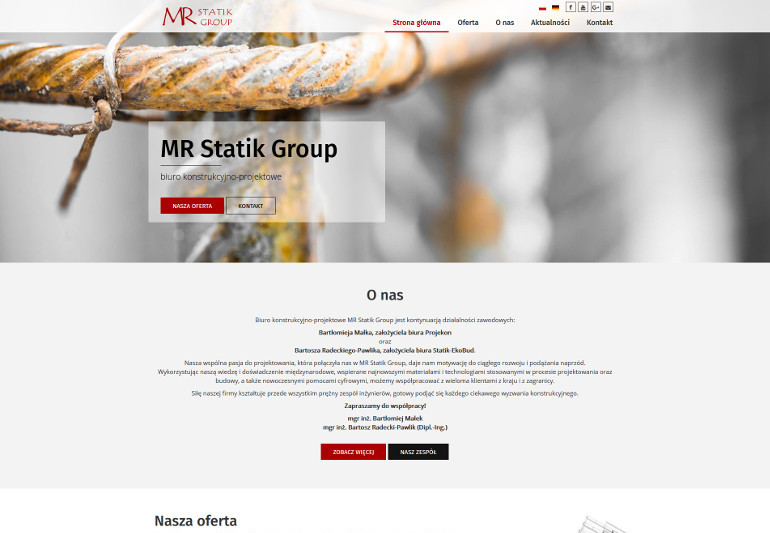 MR STATIK
GROUP
Strona główna Oferta O nas Aktualności Kontakt
MR Statik Group
biuro konstrukcyjno-projektowe
NASZA OFERTA KONTAKT
O nas
Biuro konstrukcyjno-projektowe MR Statik Group jest kontynuacją działalności zawodowych:
Bartłomieja Małka, założyciela biura Projekon
oraz
Bartosza Radeckiego-Pawlika, założyciela biura Statik-EkoBud.
Nasza wspólna pasja do projektowania, która połączyła nas w MR Statik Group, daje nam motywację do ciągłego rozwoju i podążania naprzód.
Wykorzystując naszą wiedzę i doświadczenie międzynarodowe, wspierane najnowszymi materiałami i technologiami stosowanymi w procesie projektowania oraz
budowy, a także nowoczesnymi pomocami cyfrowymi, możemy współpracować z wieloma klientami z kraju i z zagranicy.
Siłę naszej firmy kształtuje przede wszystkim prężny zespół inżynierów, gotowy podjąć się każdego ciekawego wyzwania konstrukcyjnego.
Zapraszamy do współpracy!
mgr inż. Bartłomiej Małek
mgr inż. Bartosz Radecki-Pawlik (Dipl.-Ing.)
ZOBACZ WIĘCEJ NASZ ZESPÓŁ
Nasza oferta